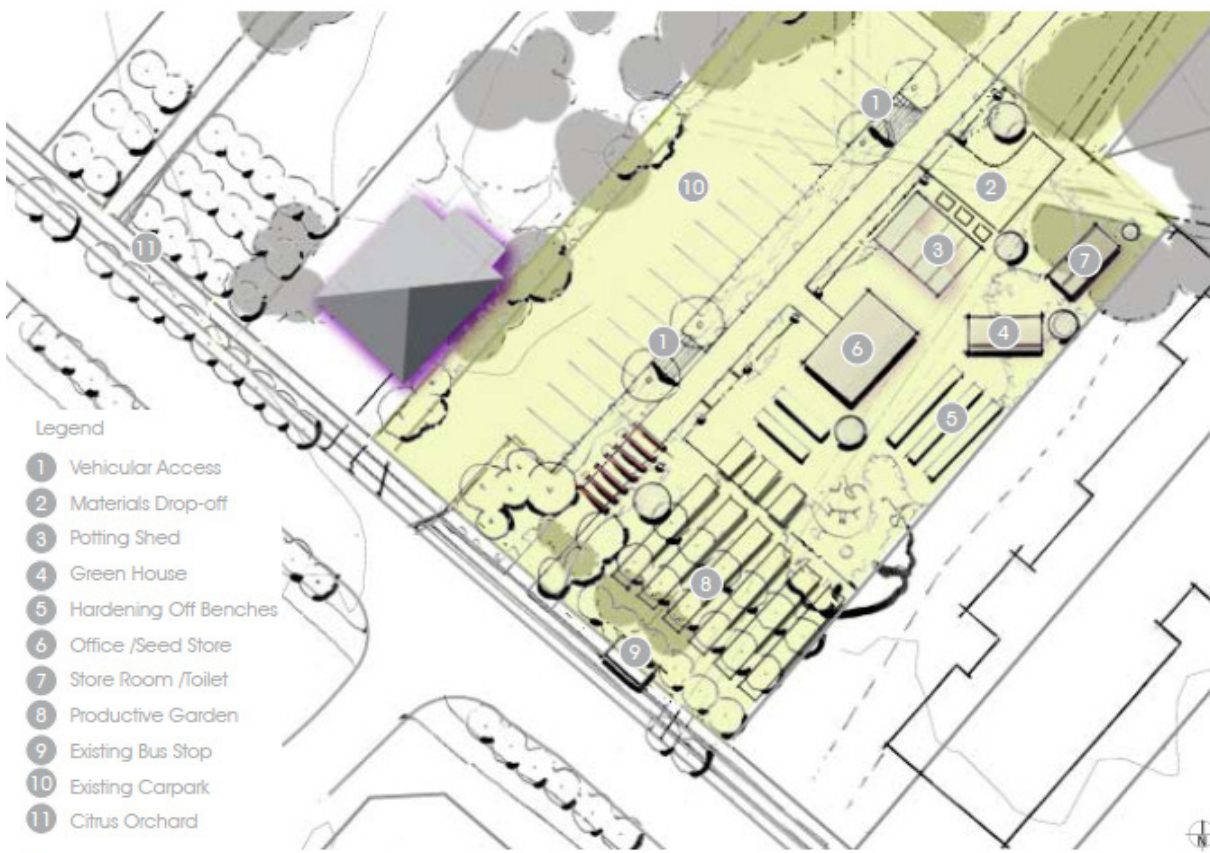 1
10
2
3
11
7
4
1
6
5
8
9
Legend
1 Vehicular Access
2 Materials Drop-off
3 Potting Shed
4 Green House
5 Hardening Off Benches
6 Office /Seed Store
7 Store Room /Toilet
8 Productive Garden
9 Existing Bus Stop
10 Existing Carpark
11 Citrus Orchard
N